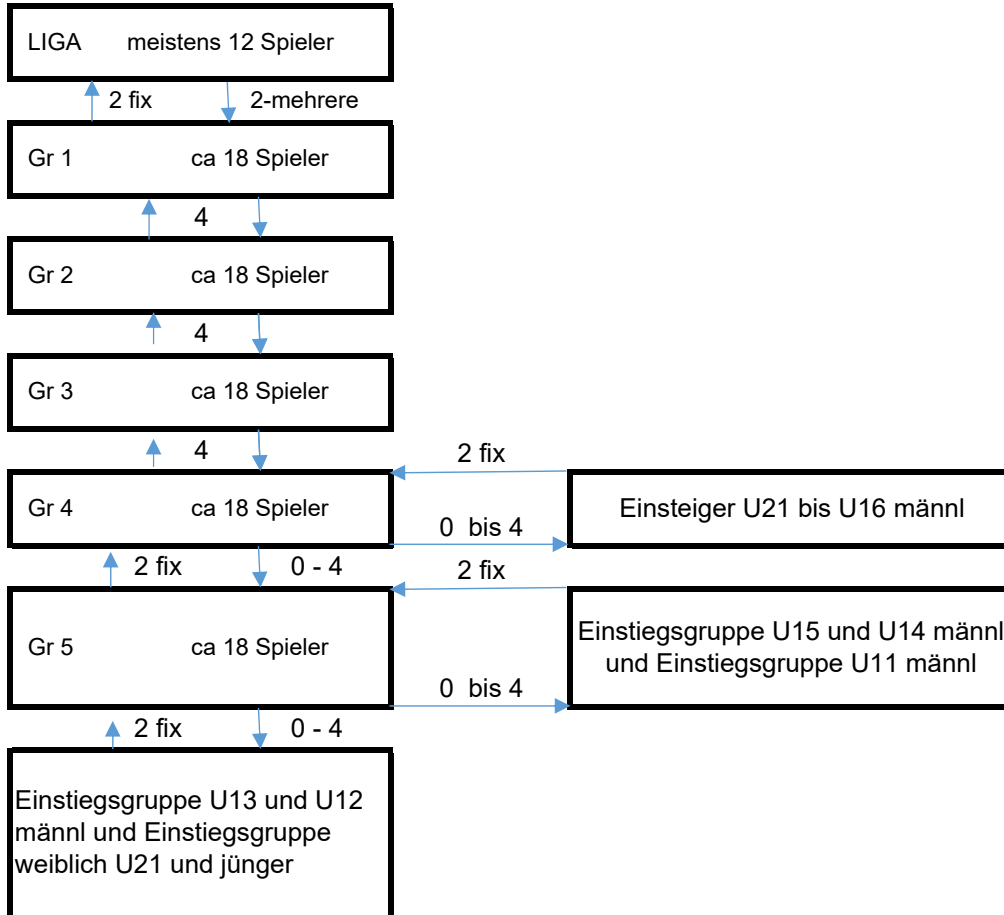 LIGA meistens 12 Spieler
2 fix 2-mehrere
Gr 1 ca 18 Spieler
4
Gr 2 ca 18 Spieler
4
Gr 3 ca 18 Spieler
4
2 fix
Gr 4 ca 18 Spieler
Einsteiger U21 bis U16 männl
0 bis 4
2 fix 0 - 4
2 fix
Gr 5 ca 18 Spieler
Einstiegsgruppe U15 und U14 männl
und Einstiegsgruppe U11 männl
0 bis 4
2 fix 0 - 4
Einstiegsgruppe U13 und U12
männl und Einstiegsgruppe
weiblich U21 und jünger